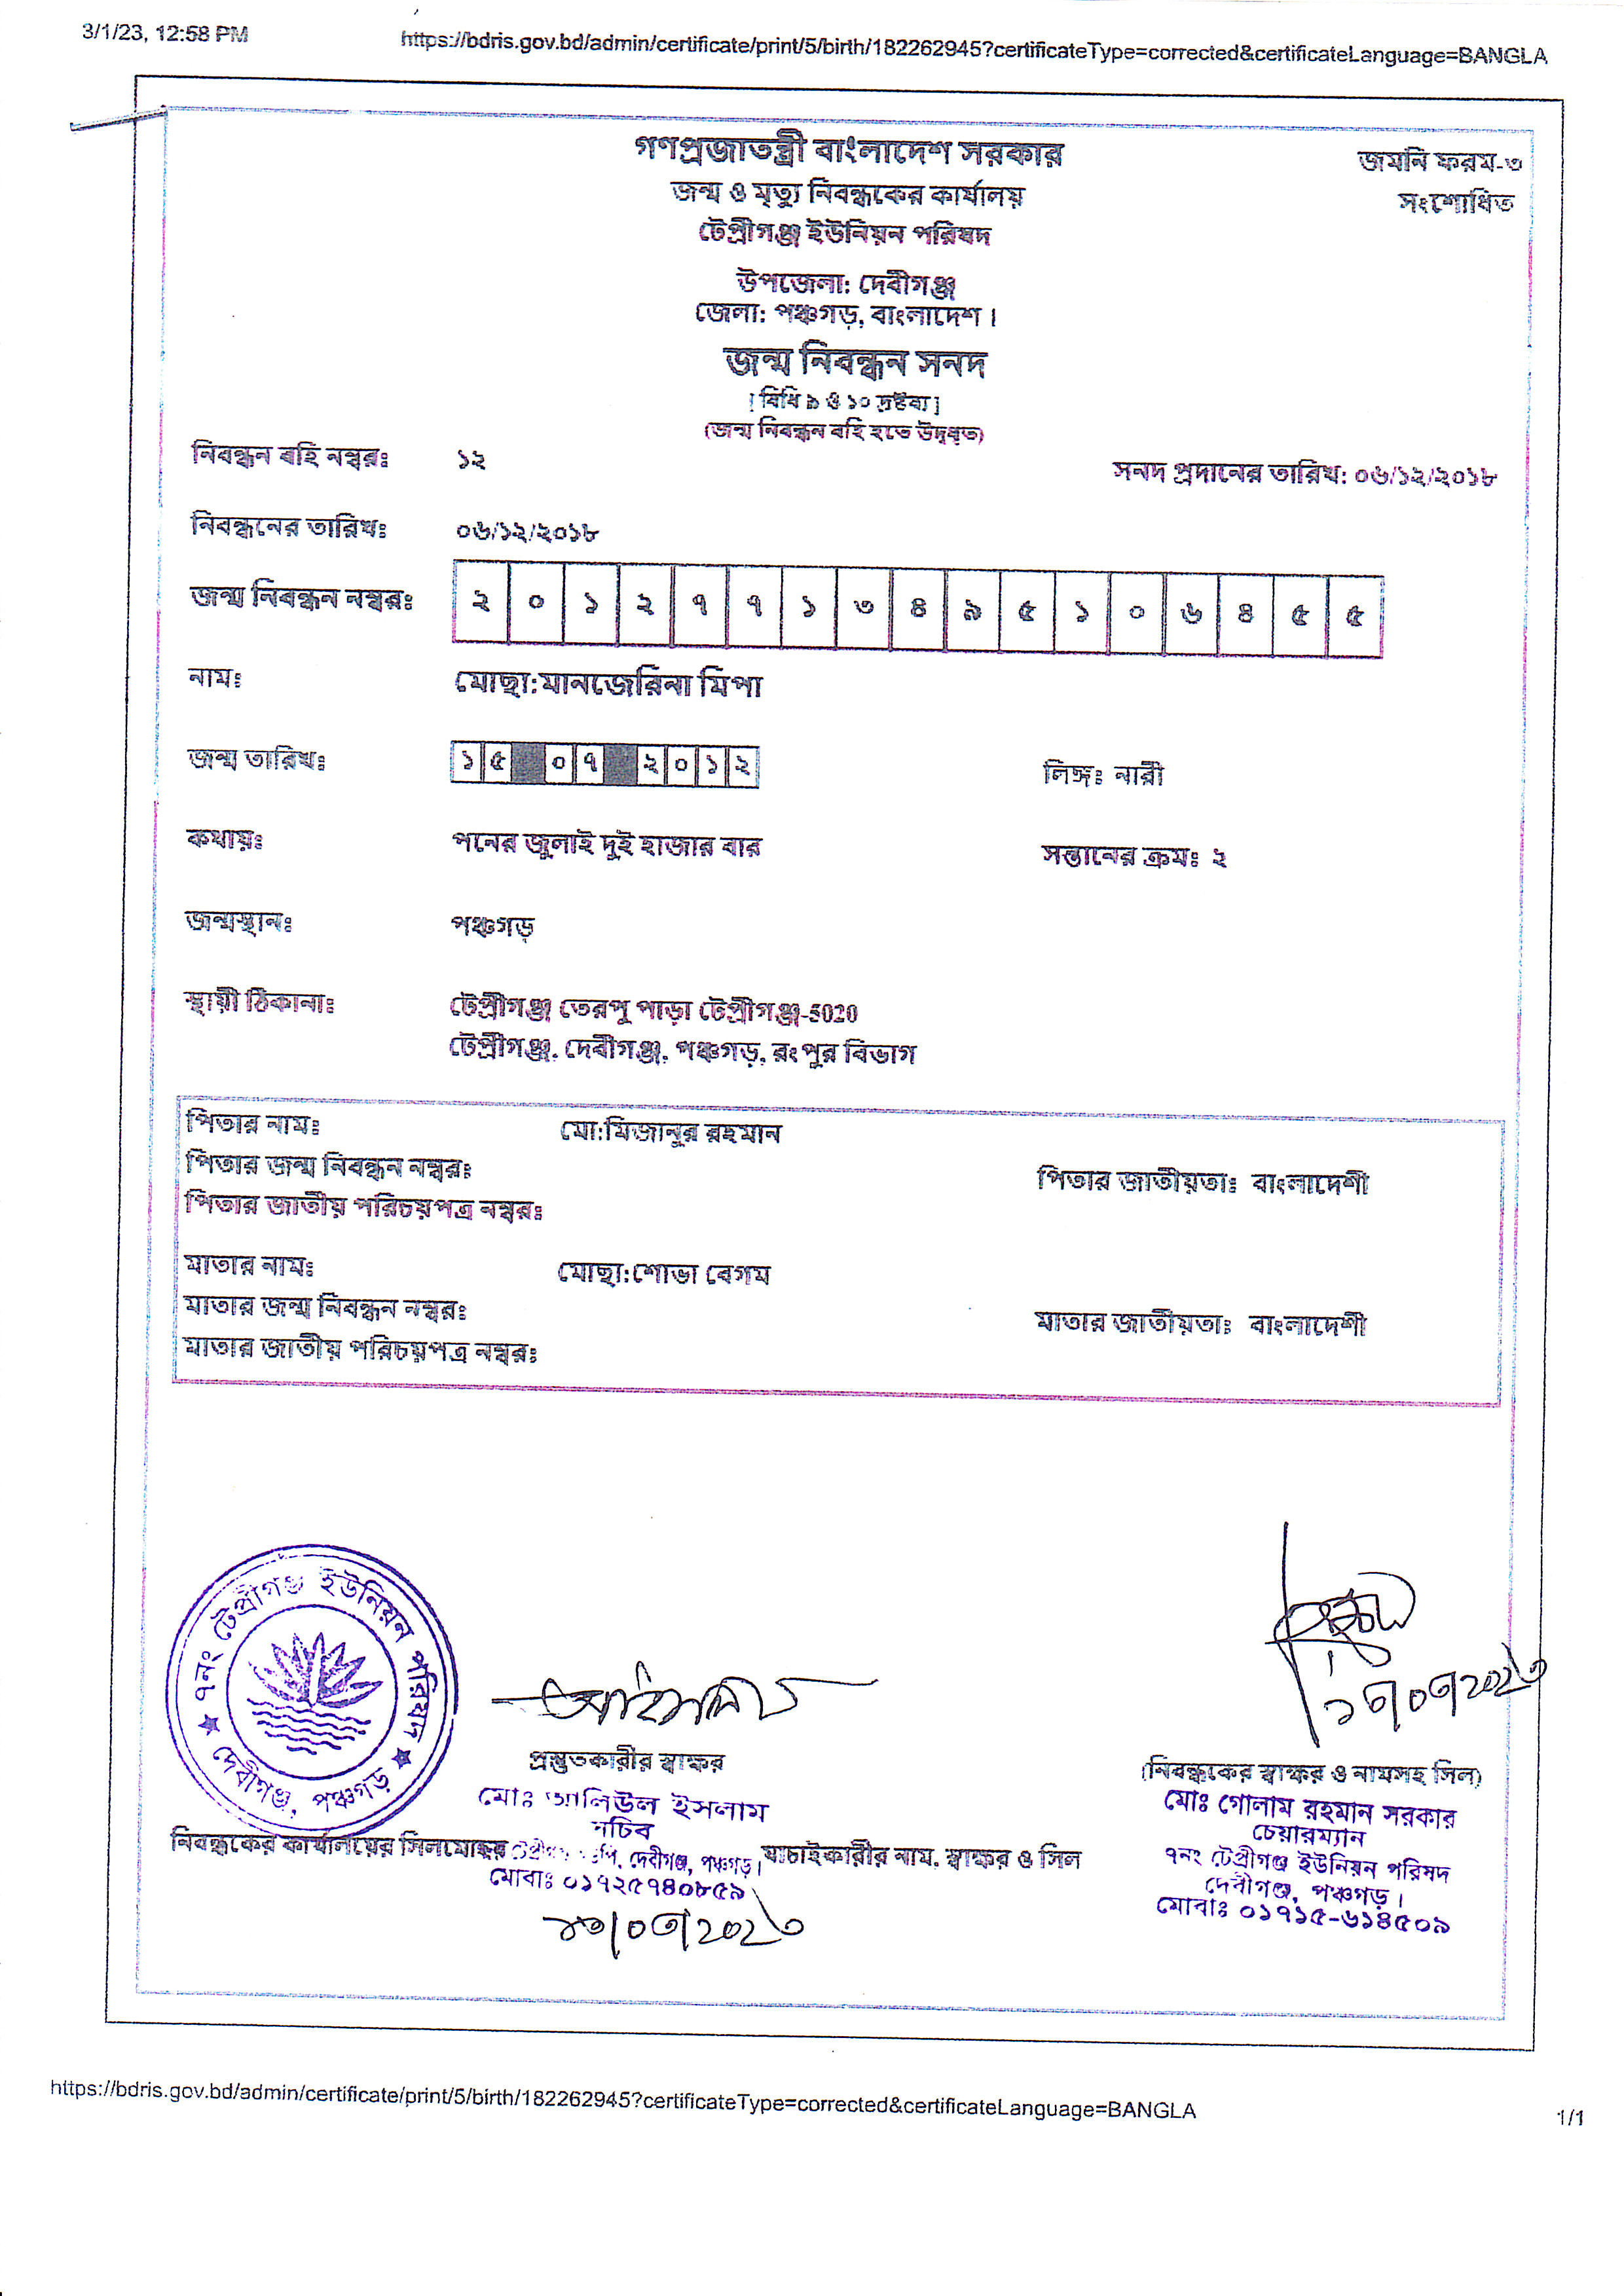 3/1/23, 12:58 PM
https://bdris.gov.bd/admin/certificate/print/5/birth/182262945?certificateType=corrected&certificateLanguage=BANGLA
গণপ্রজাতন্ত্রী বাংলাদেশ সরকার
জমনি ফরম-৩
জন্ম ও মৃত্যু নিবন্ধকের কার্যালয়
সংশোধিত
টেপ্রীগঞ্জ ইউনিয়ন পরিষদ
উপজেলা: দেবীগঞ্জ
জেলা: পঞ্চগড়, বাংলাদেশ।
জন্ম নিবন্ধন সনদ
[ বিধি ৯ ও ১০ দ্রষ্টব্য ]
(জন্ম নিবন্ধন বহি হতে উদ্বৃত)
নিবন্ধন বহি নম্বরঃ ১২
সনদ প্রদানের তারিখ: ০৬/১২/২০১৮
নিবন্ধনের তারিখঃ ০৬/১২/২০১৮
জন্ম নিবন্ধন নম্বরঃ ২ ০ ১ ২ ৭ ৭ ১ ৩ ৪ ৯ ৫ ১ ০ ৬ ৪ ৫ ৫
নাম: মোছা:মানজেরিনা মিপা
জন্ম তারিখঃ ১ ৫ ০ ৭ ২ ০ ১ ২ লিঙ্গঃ নারী
কথায়ঃ পনের জুলাই দুই হাজার বার সন্তানের ক্রমঃ ২
জন্মস্থানঃ পঞ্চগড়
স্থায়ী ঠিকানাঃ টেপ্রীগঞ্জ তেরপু পাড়া টেপ্রীগঞ্জ-5020
টেপ্রীগঞ্জ, দেবীগঞ্জ, পঞ্চগড়, রংপুর বিভাগ
পিতার নামঃ মো:মিজানুর রহমান
পিতার জন্ম নিবন্ধন নম্বরঃ পিতার জাতীয়তাঃ বাংলাদেশী
পিতার জাতীয় পরিচয়পত্র নম্বরঃ
মাতার নামঃ মোছা:শোভা বেগম
মাতার জন্ম নিবন্ধন নম্বরঃ মাতার জাতীয়তাঃ বাংলাদেশী
মাতার জাতীয় পরিচয়পত্র নম্বরঃ
৭নং টেপ্রীগঞ্জ ইউনিয়ন পরিষদ
দেবীগঞ্জ, পঞ্চগড়
১৩/০৩/২০২৩
প্রস্তুতকারীর স্বাক্ষর
(নিবন্ধকের স্বাক্ষর ও নামসহ সিল)
মোঃ আলিউল ইসলাম
মোঃ গোলাম রহমান সরকার
সচিব
চেয়ারম্যান
নিবন্ধকের কার্যালয়ের সিলমোহর
দেবীগঞ্জ, পঞ্চগড়।
যাচাইকারীর নাম, স্বাক্ষর ও সিল
৭নং টেপ্রীগঞ্জ ইউনিয়ন পরিষদ
মোবাঃ ০১৭২৫৭৪০৮৫৯
দেবীগঞ্জ, পঞ্চগড়।
মোবাঃ ০১৭১৫-৬১৪৫০৯
১৩/০৩/২০২৩
https://bdris.gov.bd/admin/certificate/print/5/birth/182262945?certificateType=corrected&certificateLanguage=BANGLA
1/1